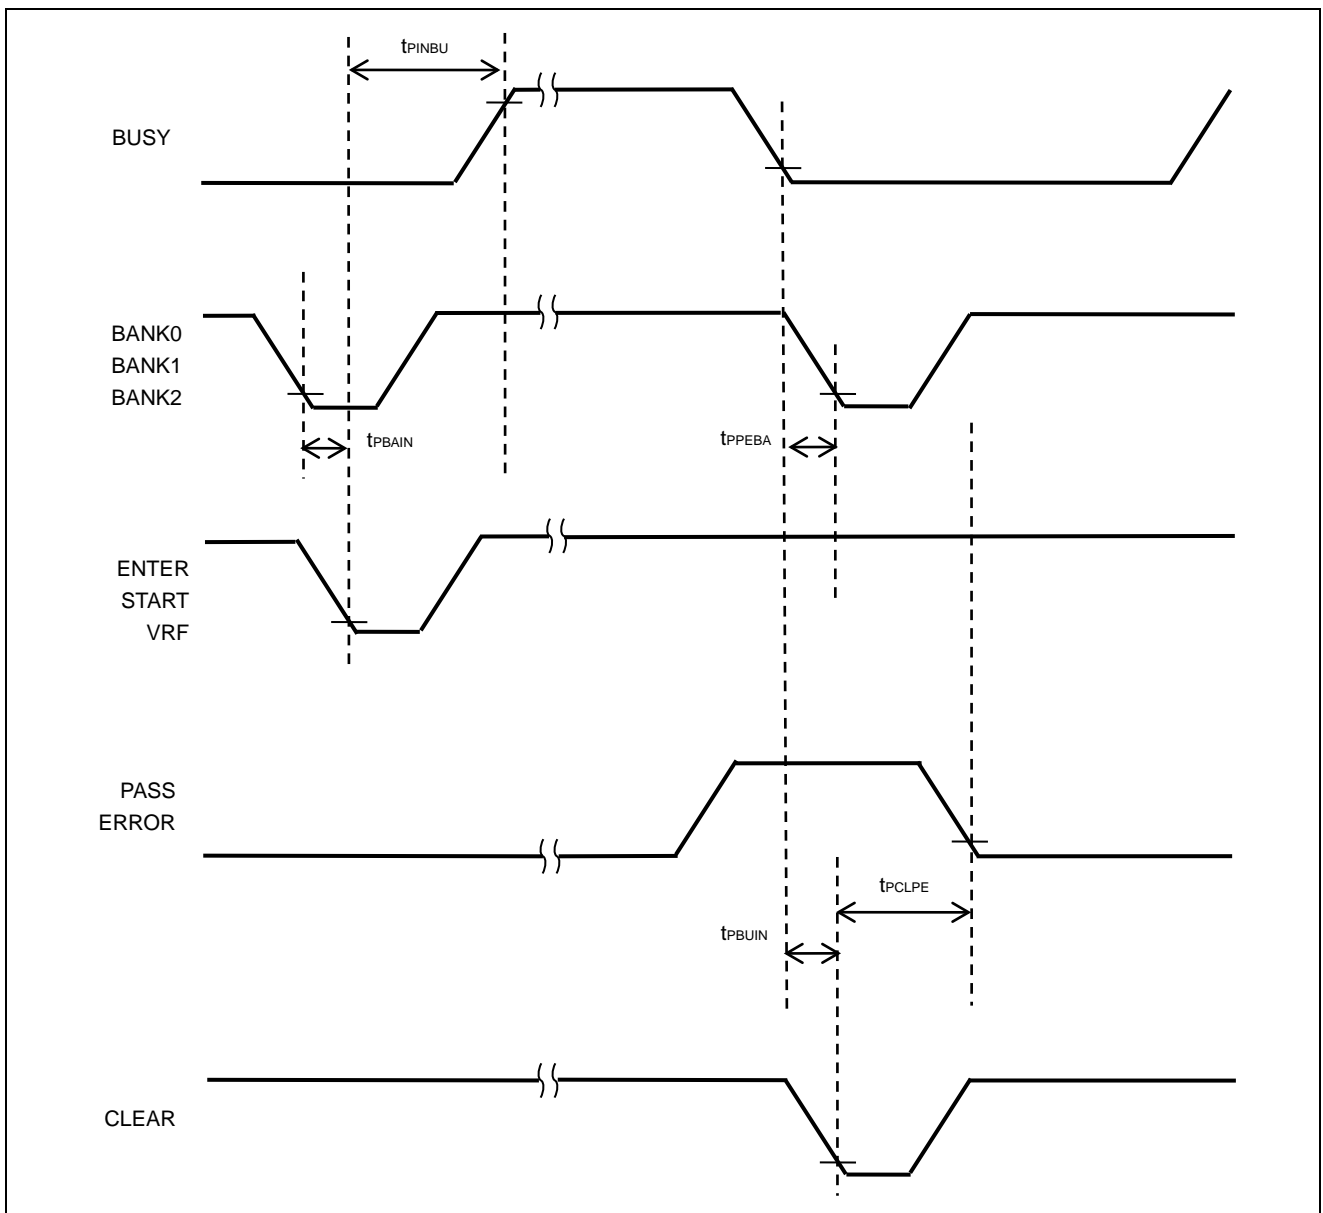 tPINBU
BUSY
BANK0
BANK1
BANK2
tPBAIN
tPPEBA
ENTER
START
VRF
PASS
ERROR
tPCLPE
tPBUIN
CLEAR